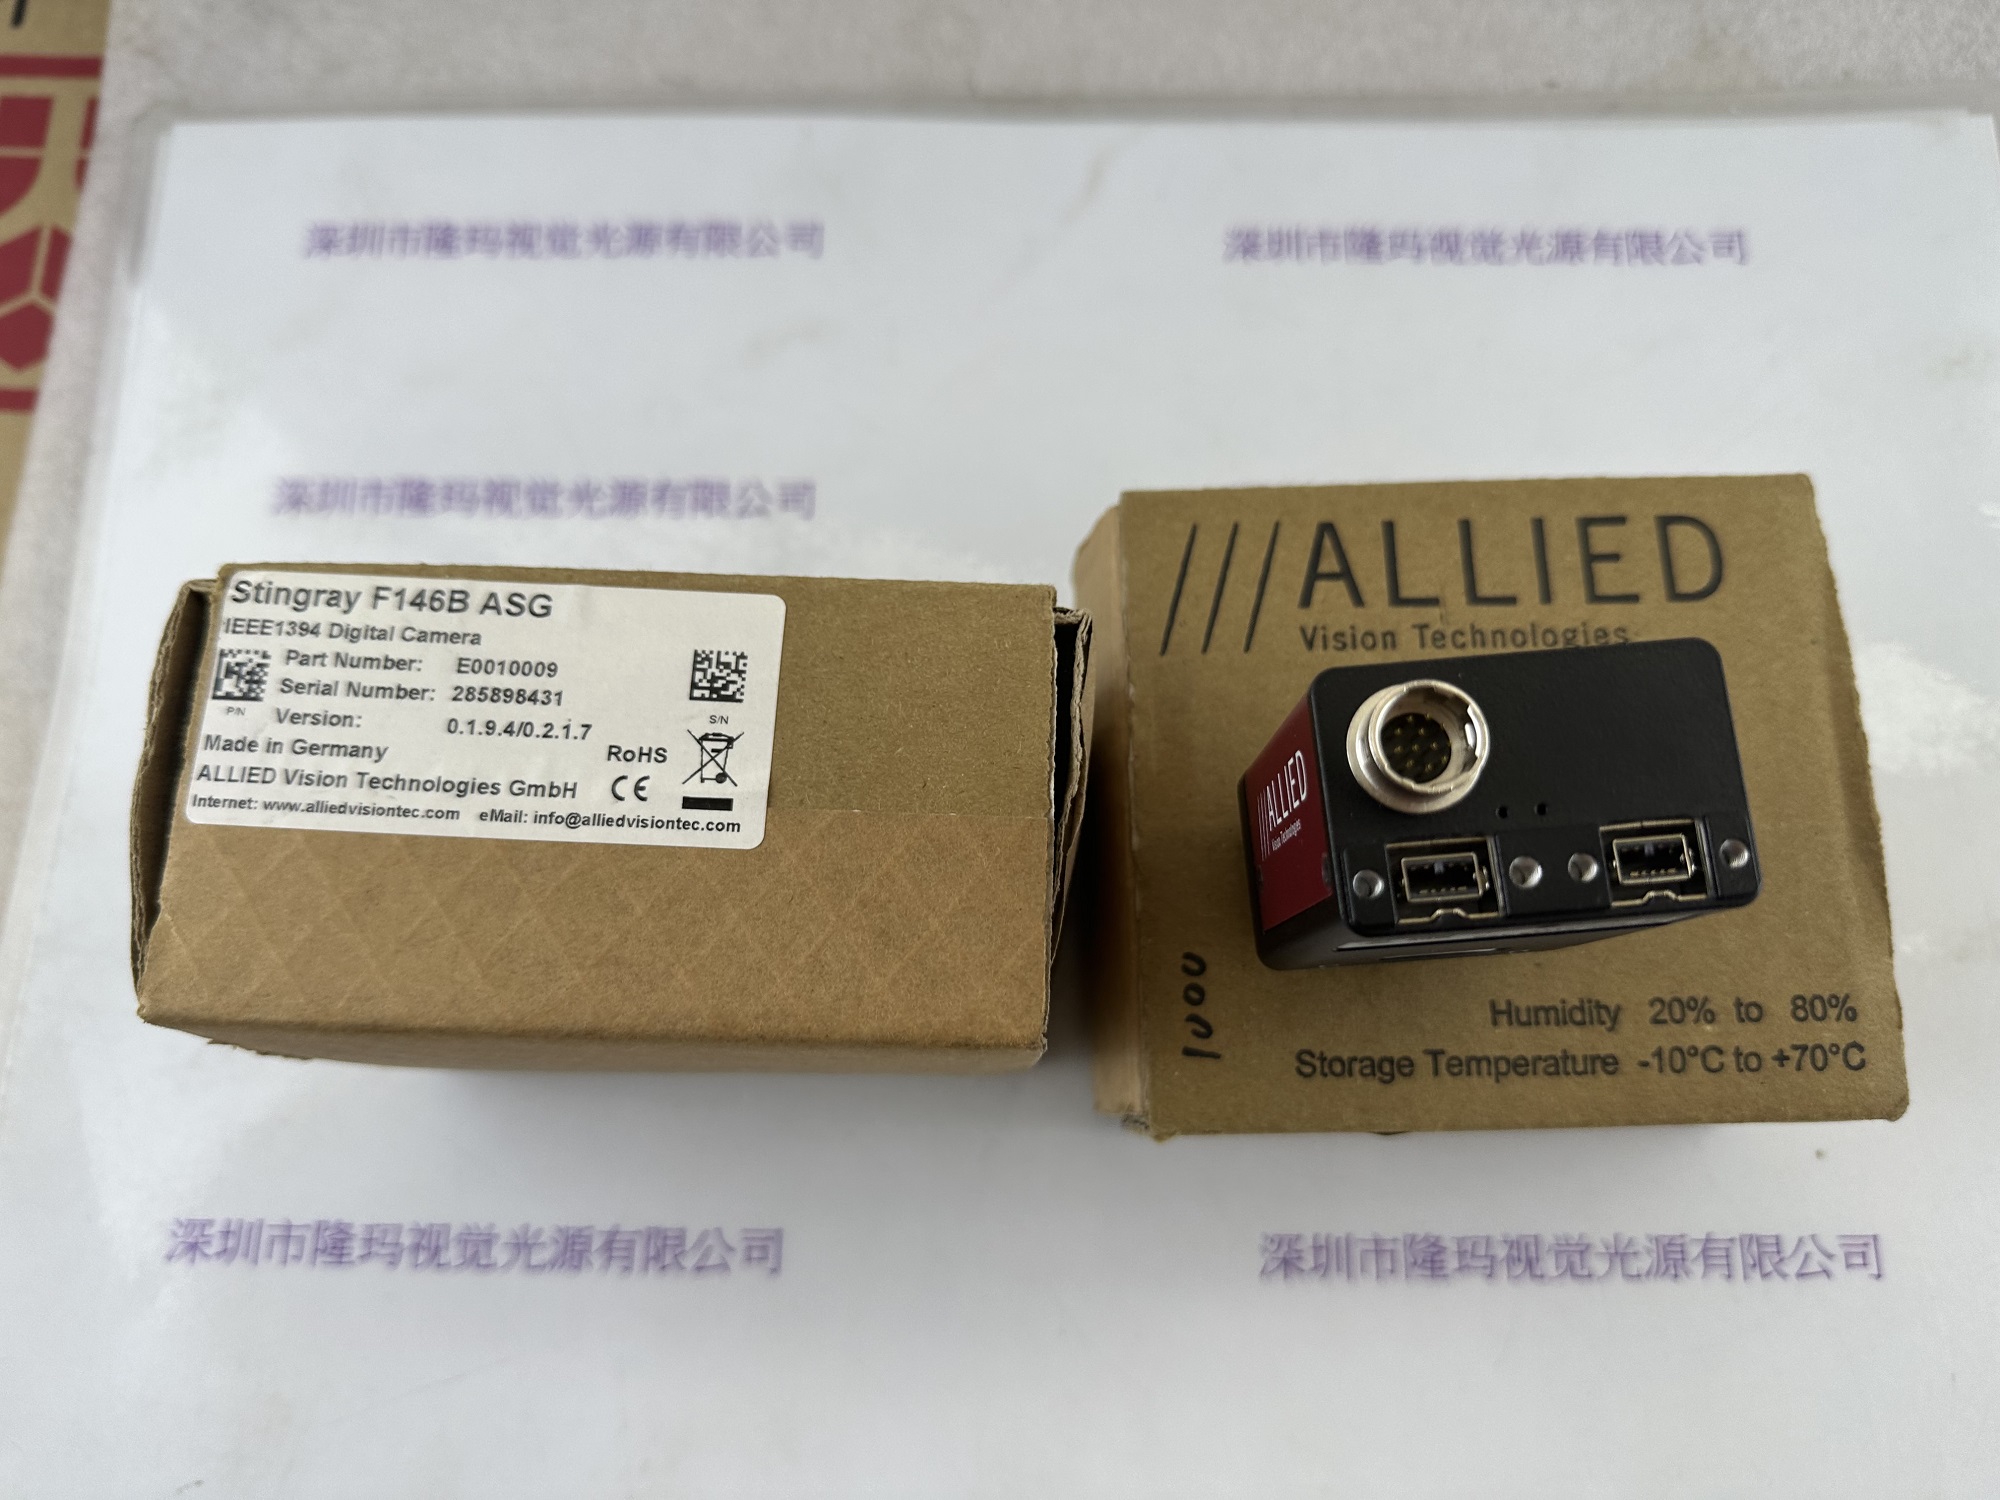 深圳市隆玛视觉光源有限公司
深圳市隆玛视觉光源有限公司
深圳市隆玛视觉光源有限公司
Stingray F146B ASG
IEEE1394 Digital Camera
Part Number: E0010009
Serial Number: 285898431
P/N
S/N
Version: 0.1.9.4/0.2.1.7
Made in Germany
RoHS
ALLIED Vision Technologies GmbH
CE
Internet: www.alliedvisiontec.com eMail: info@alliedvisiontec.com
///ALLIED
Vision Technologies
///ALLIED
Vision Technologies
1000
Humidity 20% to 80%
Storage Temperature -10°C to +70°C
深圳市隆玛视觉光源有限公司
深圳市隆玛视觉光源有限公司